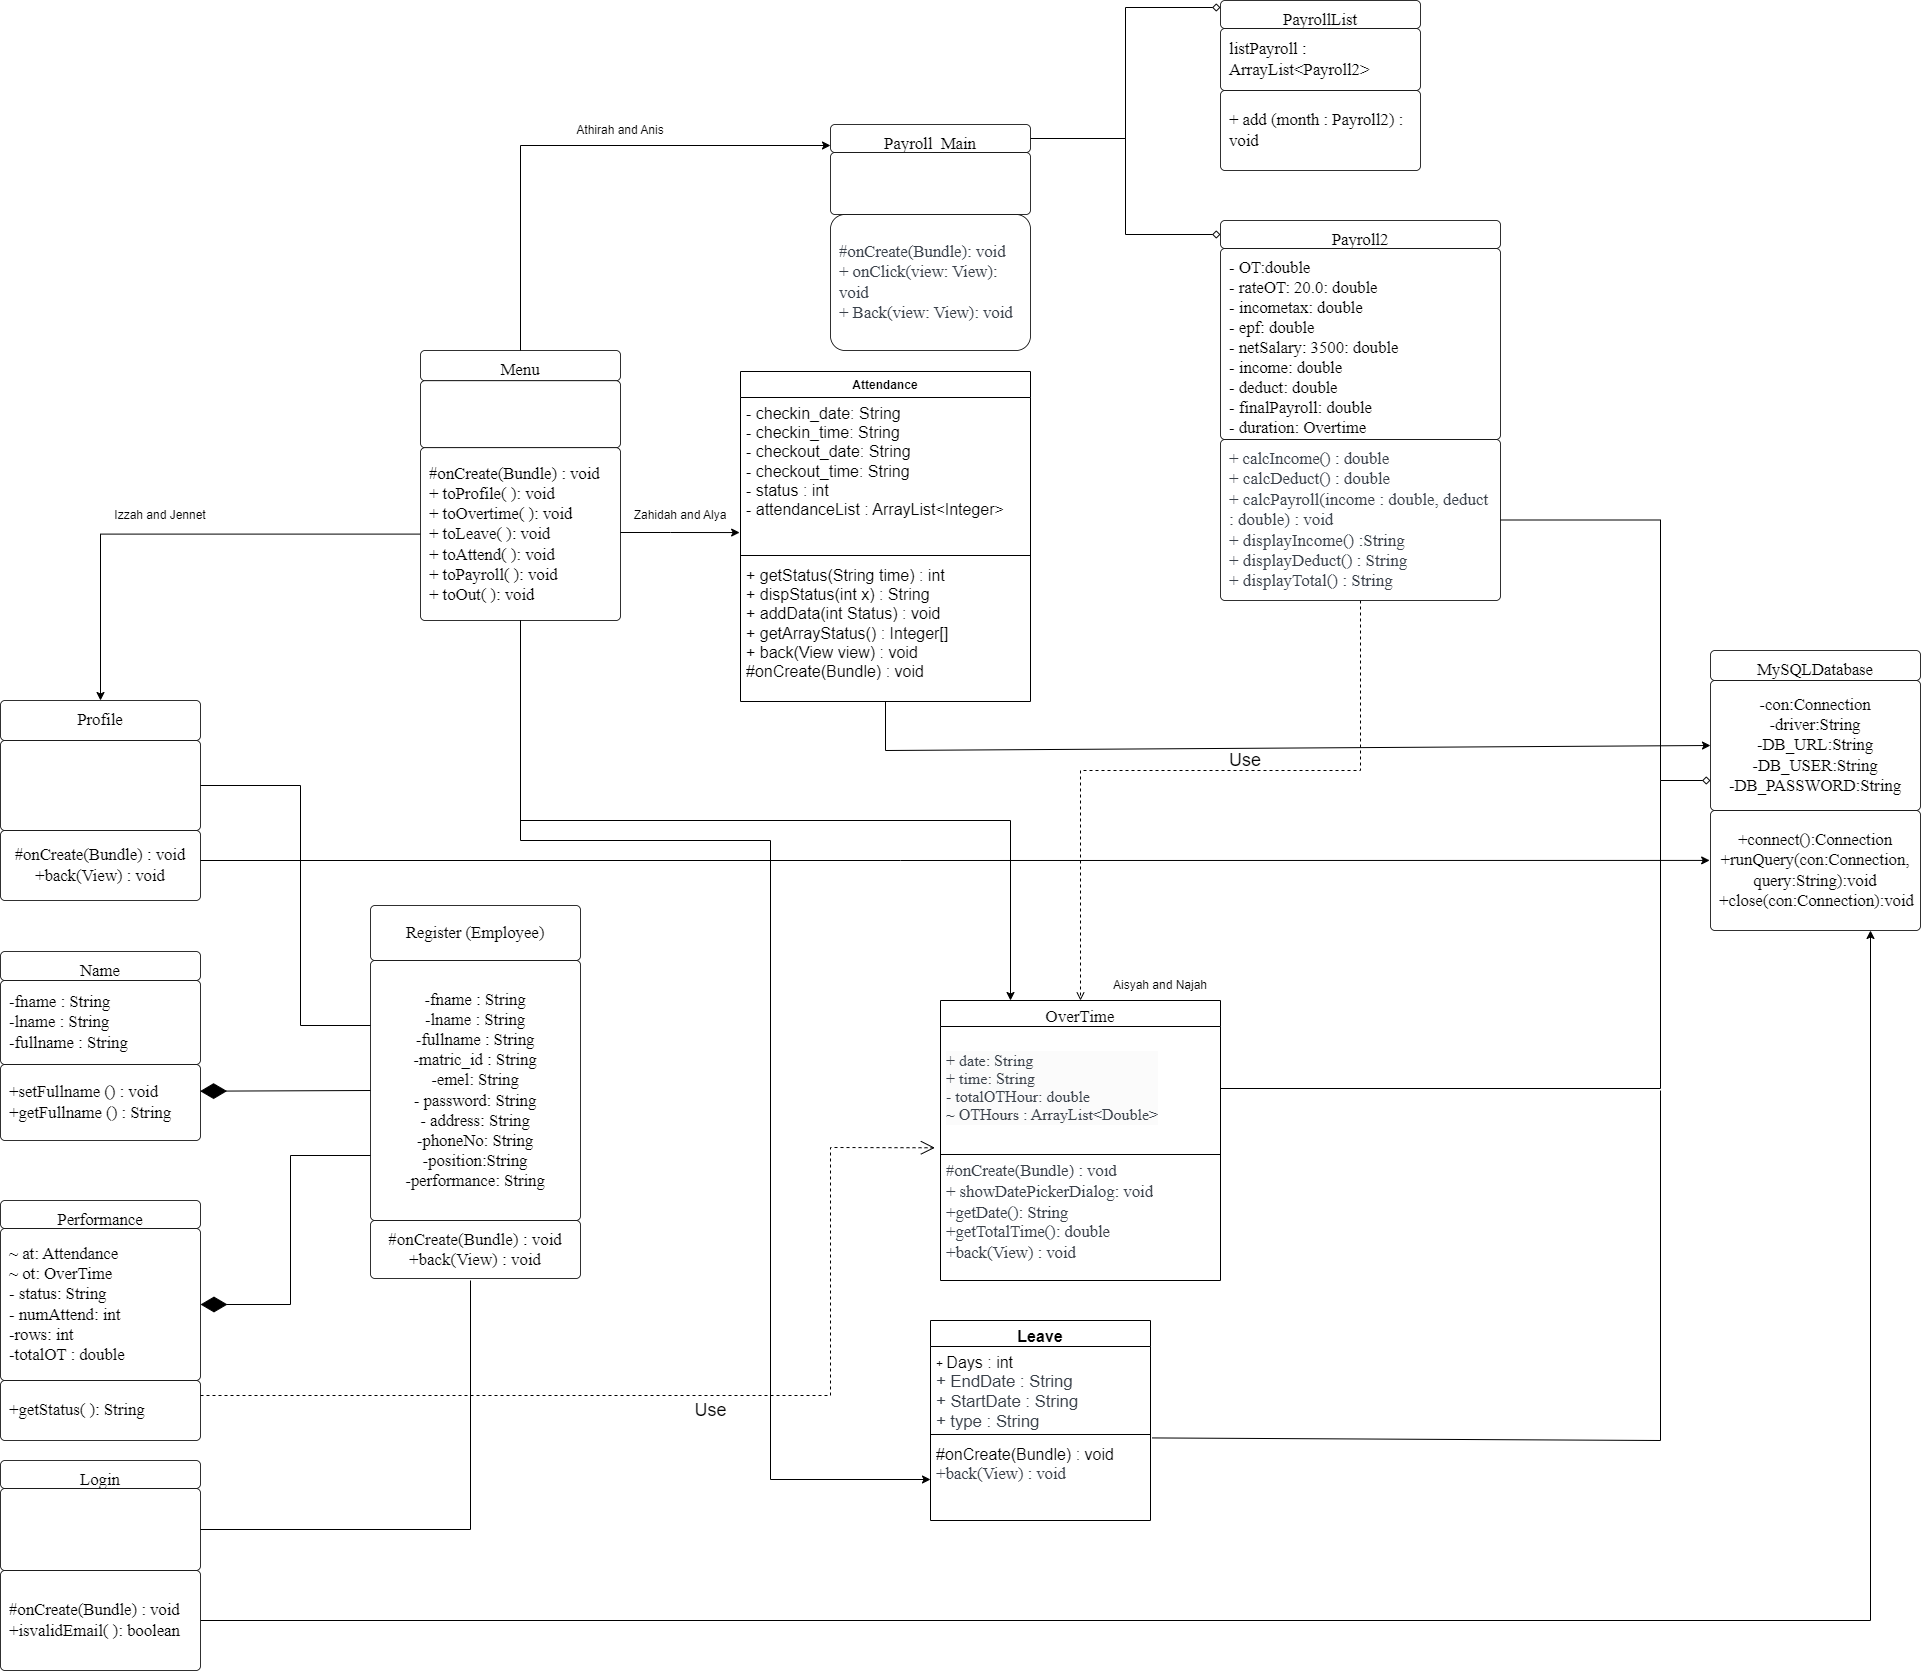 PayrollList
listPayroll :
ArrayList<Payroll2>
+ add (month : Payroll2) :
void
Athirah and Anis
Payroll_Main
#onCreate(Bundle): void
+ onClick(view: View):
void
+ Back(view: View): void
Payroll2
- OT:double
- rateOT: 20.0: double
- incometax: double
- epf: double
- netSalary: 3500: double
- income: double
- deduct: double
- finalPayroll: double
- duration: Overtime
+ calcIncome() : double
+ calcDeduct() : double
+ calcPayroll(income : double, deduct
: double) : void
+ displayIncome() :String
+ displayDeduct() : String
+ displayTotal() : String
Menu
#onCreate(Bundle) : void
+ toProfile( ): void
+ toOvertime( ): void
+ toLeave( ): void
+ toAttend( ): void
+ toPayroll( ): void
+ toOut( ): void
Izzah and Jennet
Zahidah and Alya
Attendance
- checkin_date: String
- checkin_time: String
- checkout_date: String
- checkout_time: String
- status : int
- attendanceList : ArrayList<Integer>
+ getStatus(String time) : int
+ dispStatus(int x) : String
+ addData(int Status) : void
+ getArrayStatus() : Integer[]
+ back(View view) : void
#onCreate(Bundle) : void
MySQLDatabase
-con:Connection
-driver:String
-DB_URL:String
-DB_USER:String
-DB_PASSWORD:String
+connect():Connection
+runQuery(con:Connection,
query:String):void
+close(con:Connection):void
Use
Profile
#onCreate(Bundle) : void
+back(View) : void
Register (Employee)
-fname : String
-lname : String
-fullname : String
-matric_id : String
-emel: String
- password: String
- address: String
-phoneNo: String
-position:String
-performance: String
#onCreate(Bundle) : void
+back(View) : void
Name
-fname : String
-lname : String
-fullname : String
+setFullname () : void
+getFullname () : String
Aisyah and Najah
OverTime
+ date: String
+ time: String
- totalOTHour: double
~ OTHours : ArrayList<Double>
#onCreate(Bundle) : void
+ showDatePickerDialog: void
+getDate(): String
+getTotalTime(): double
+back(View) : void
Performance
~ at: Attendance
~ ot: OverTime
- status: String
- numAttend: int
-rows: int
-totalOT : double
+getStatus( ): String
Use
Leave
+ Days : int
+ EndDate : String
+ StartDate : String
+ type : String
#onCreate(Bundle) : void
+back(View) : void
Login
#onCreate(Bundle) : void
+isvalidEmail( ): boolean